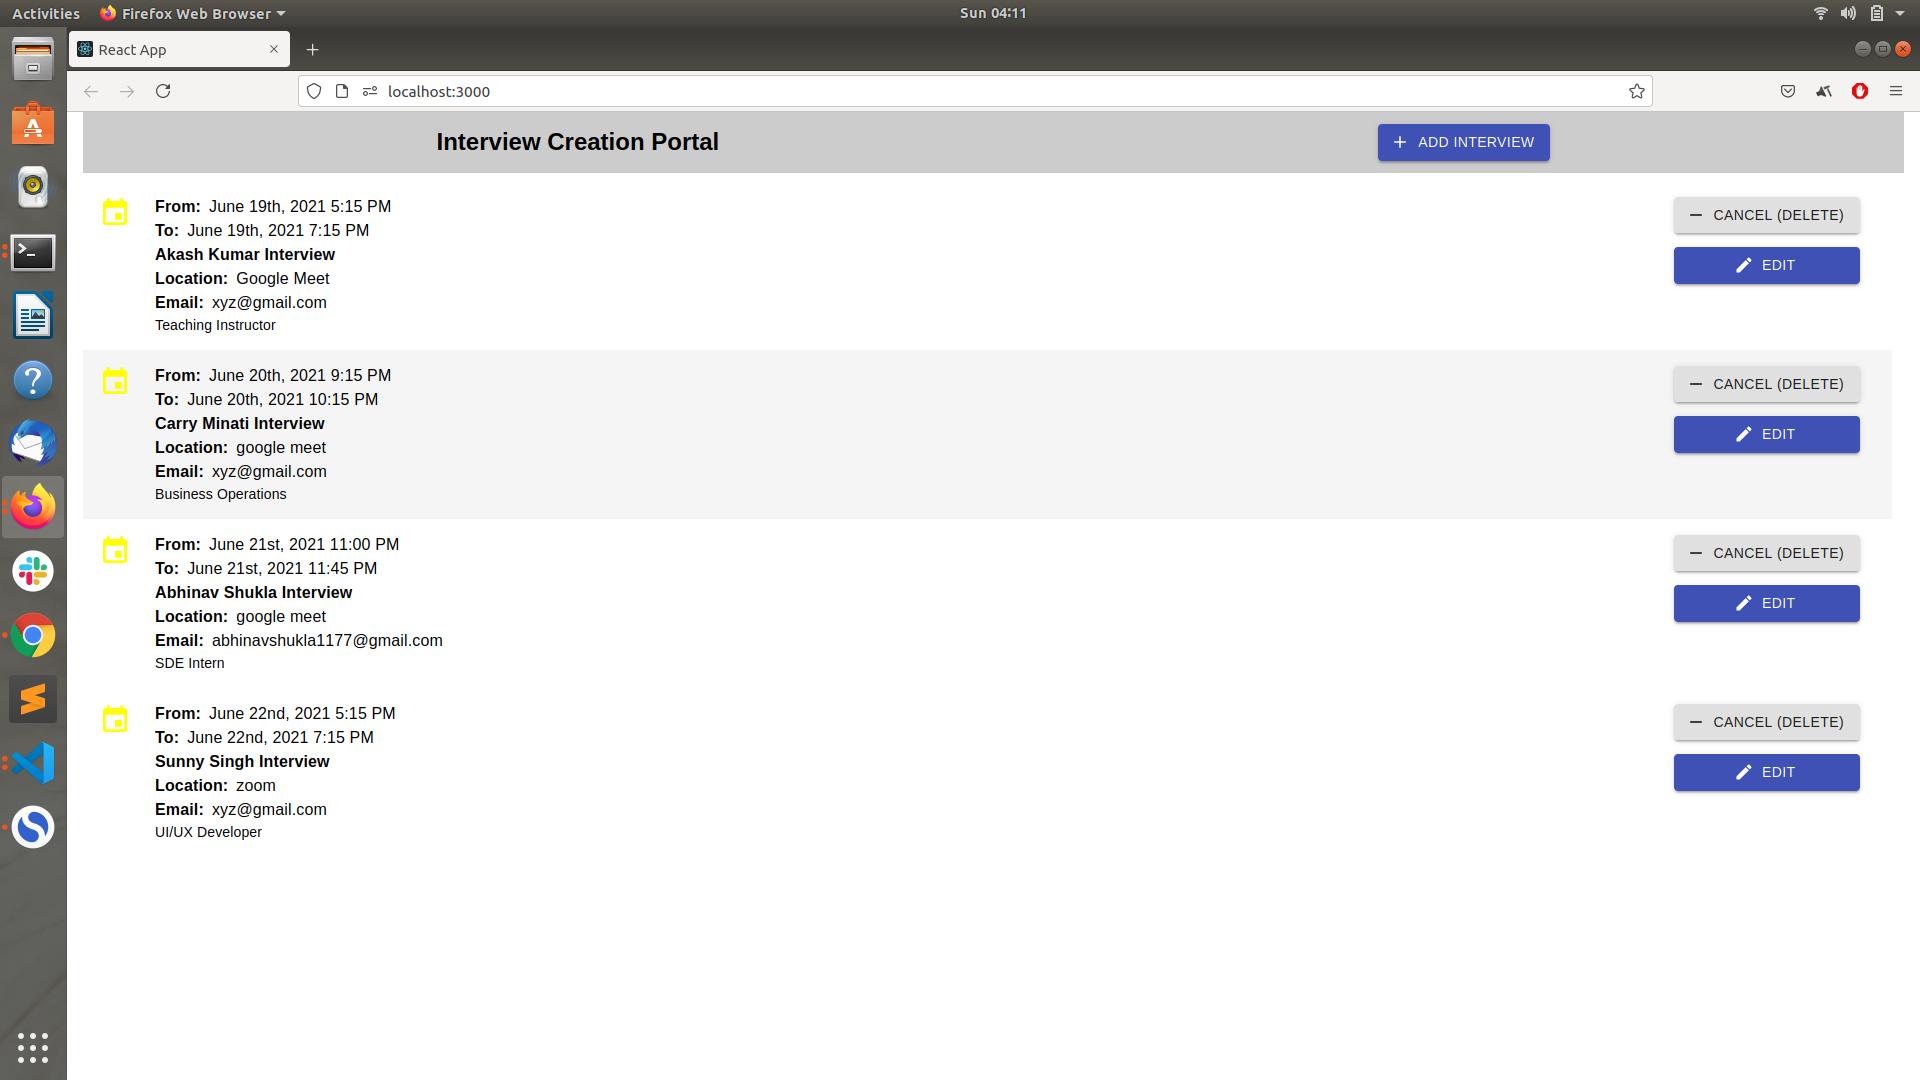 Activities Firefox Web Browser Sun 04:11
React App
localhost:3000
Interview Creation Portal ADD INTERVIEW
From: June 19th, 2021 5:15 PM
To: June 19th, 2021 7:15 PM
Akash Kumar Interview
Location: Google Meet
Email: xyz@gmail.com
Teaching Instructor
CANCEL (DELETE)
EDIT
From: June 20th, 2021 9:15 PM
To: June 20th, 2021 10:15 PM
Carry Minati Interview
Location: google meet
Email: xyz@gmail.com
Business Operations
CANCEL (DELETE)
EDIT
From: June 21st, 2021 11:00 PM
To: June 21st, 2021 11:45 PM
Abhinav Shukla Interview
Location: google meet
Email: abhinavshukla1177@gmail.com
SDE Intern
CANCEL (DELETE)
EDIT
From: June 22nd, 2021 5:15 PM
To: June 22nd, 2021 7:15 PM
Sunny Singh Interview
Location: zoom
Email: xyz@gmail.com
UI/UX Developer
CANCEL (DELETE)
EDIT